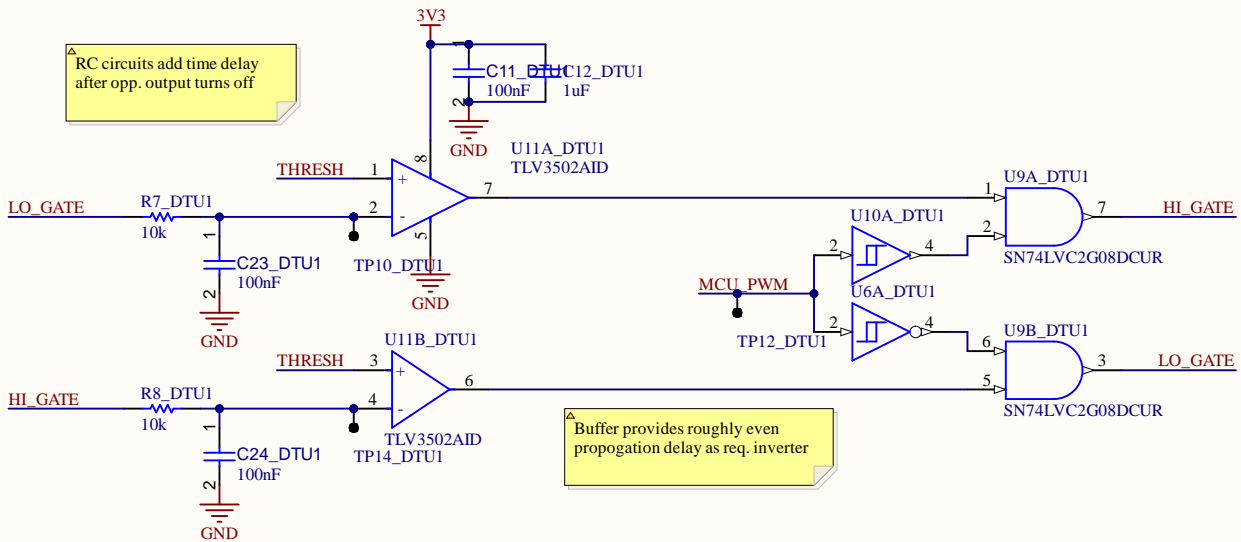 3V3
RC circuits add time delay
after opp. output turns off
1
C11_DTU1
C12_DTU1
100nF
1uF
2
GND
U11A_DTU1
TLV3502AID
8
THRESH
1
+
7
LO_GATE
R7_DTU1
10k
2
-
5
1
C23_DTU1
100nF
2
GND
TP10_DTU1
GND
U9A_DTU1
1
7
HI_GATE
2
SN74LVC2G08DCUR
U10A_DTU1
2
4
MCU_PWM
U6A_DTU1
2
4
TP12_DTU1
U9B_DTU1
6
3
LO_GATE
5
SN74LVC2G08DCUR
U11B_DTU1
THRESH
3
+
6
HI_GATE
R8_DTU1
10k
4
-
TLV3502AID
TP14_DTU1
1
C24_DTU1
100nF
2
GND
Buffer provides roughly even
propogation delay as req. inverter